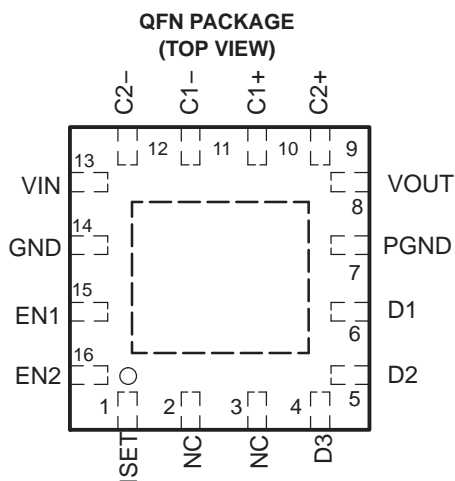 QFN PACKAGE
(TOP VIEW)
C2−
C1−
C1+
C2+
12
11
10
9
13
VIN
VOUT
8
14
GND
PGND
7
15
EN1
D1
6
16
EN2
D2
5
1
2
3
4
ISET
NC
NC
D3